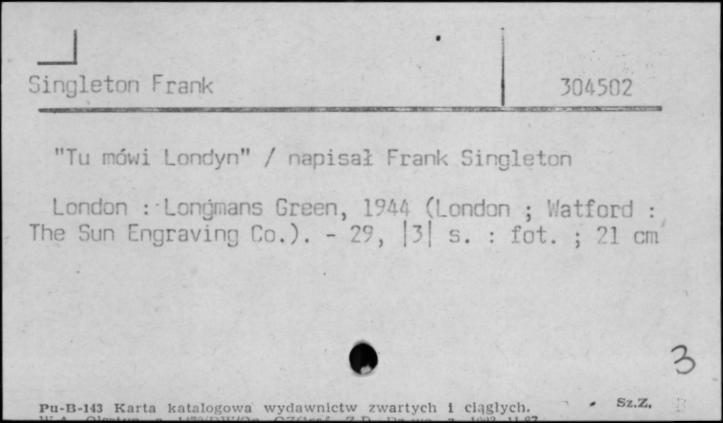 Singleton Frank 304502
"Tu mówi Londyn" / napisał Frank Singleton
London : Longmans Green, 1944 (London ; Watford :
The Sun Engraving Co.). - 29, |3| s. : fot. ; 21 cm
3
Pu-B-143 Karta katalogowa wydawnictw zwartych i ciągłych. Sz.Z.